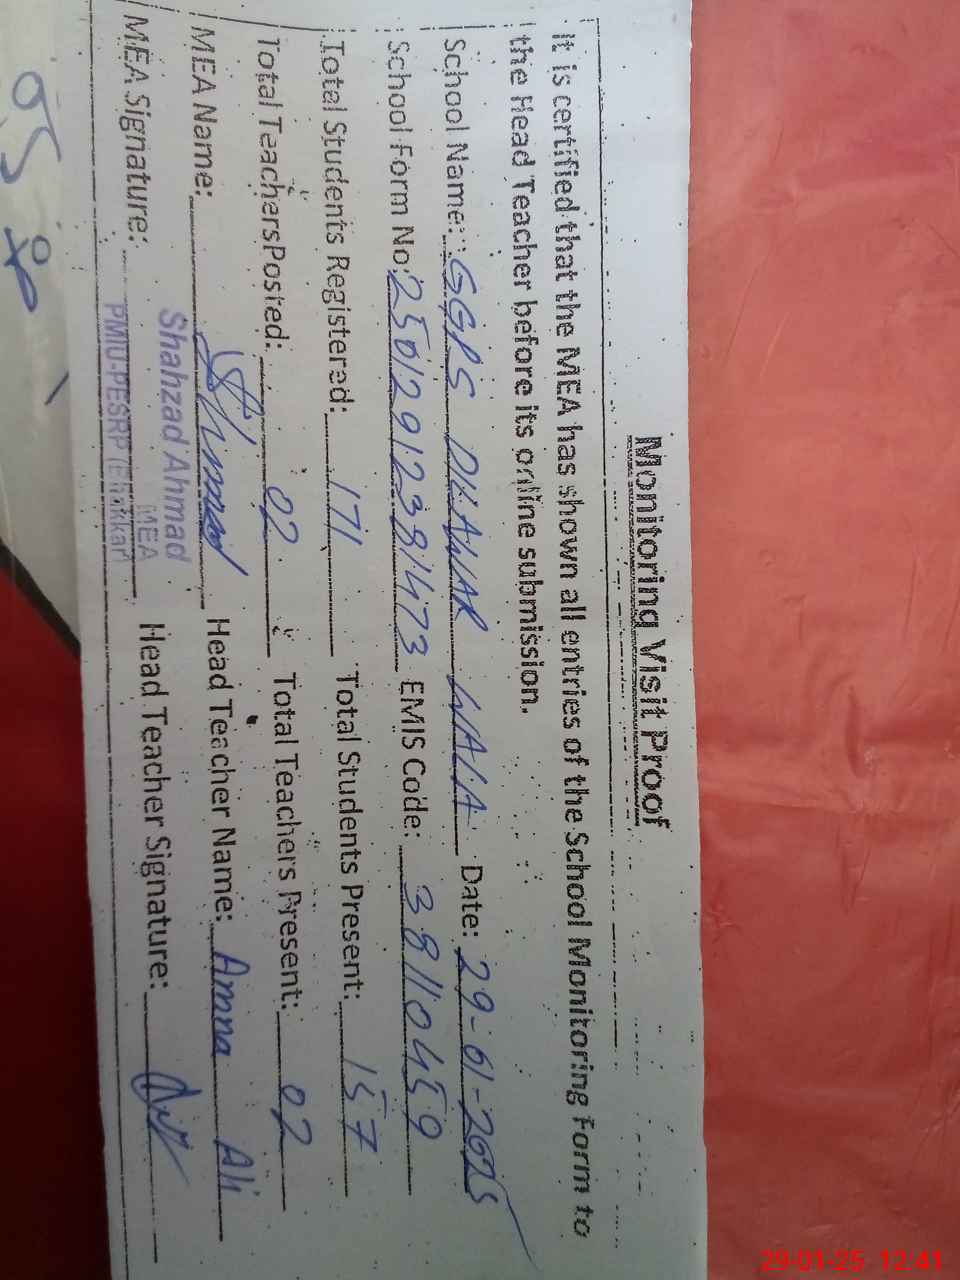 Monitoring Visit Proof
It is certified that the MEA has shown all entries of the School Monitoring Form to
the Head Teacher before its online submission.
School Name: GGPS DHAWAR WALA Date: 29-01-2025
School Form No: 25012912381473 EMIS Code: 38110459
Total Students Registered: 171 Total Students Present: 157
Total Teachers Posted: 02 Total Teachers Present: 02
MEA Name: Head Teacher Name: Amna Ali
Shahzad Ahmad
MEA
MEA Signature: PMIU-PESRP (Bhakkar) Head Teacher Signature:
29-01-25 12:41